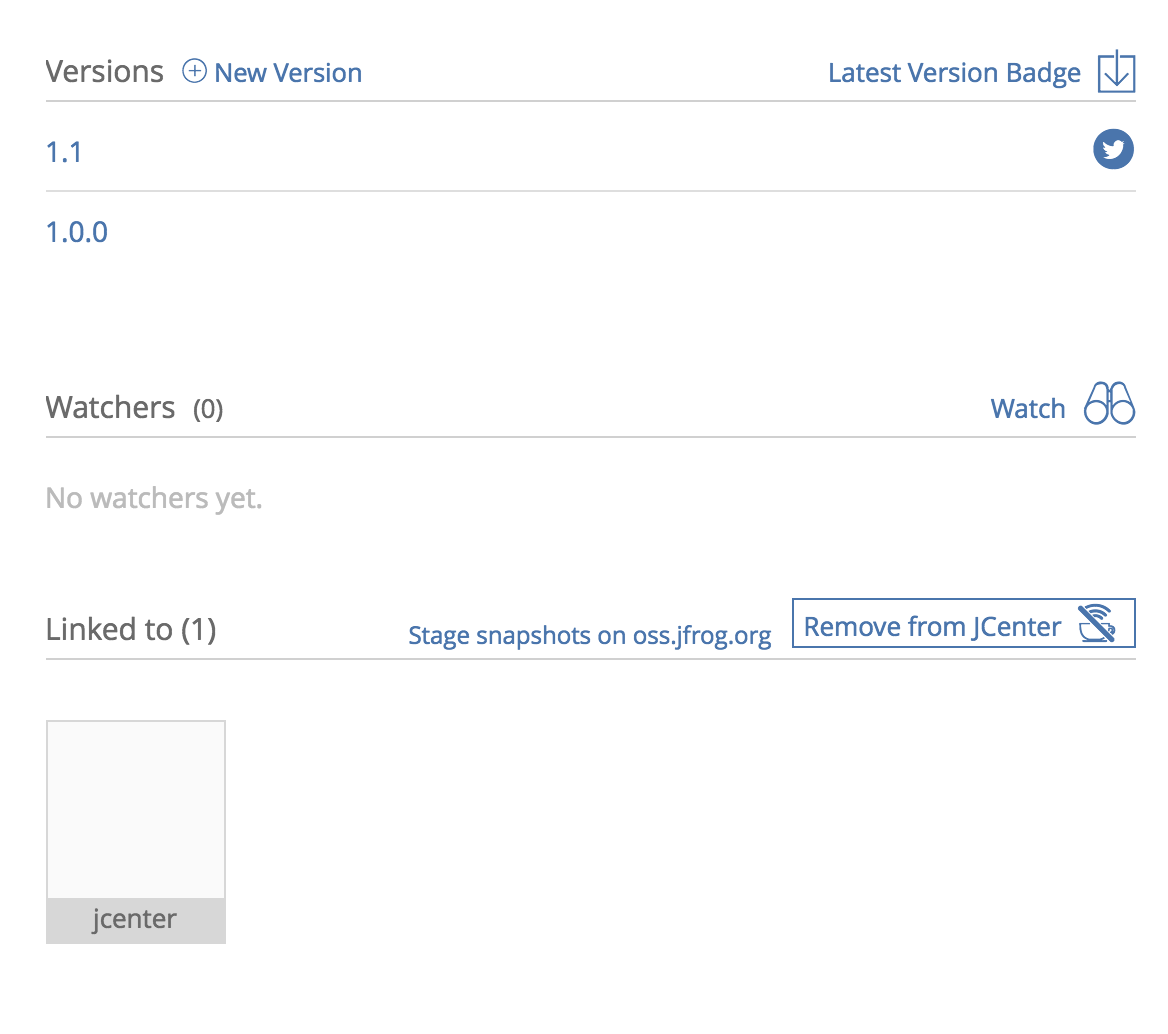 Versions New Version Latest Version Badge
1.1
1.0.0
Watchers (0) Watch
No watchers yet.
Linked to (1) Stage snapshots on oss.jfrog.org Remove from JCenter
jcenter